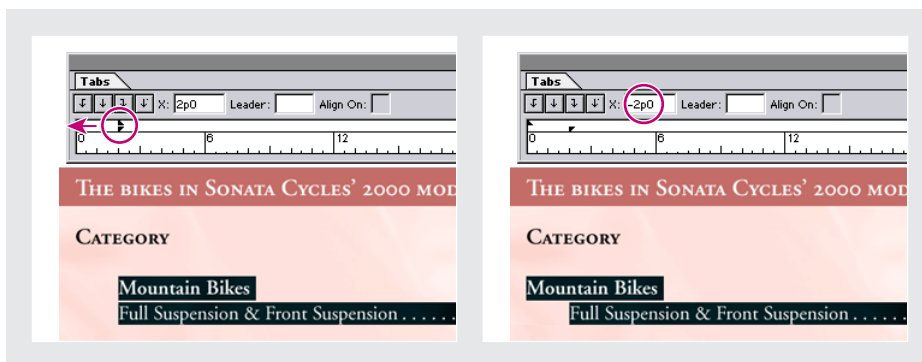 Tabs
X: 2p0 Leader: Align On:
0 6 12
THE BIKES IN SONATA CYCLES' 2000 MOD
CATEGORY
Mountain Bikes
Full Suspension & Front Suspension . . . . . .
Tabs
X: -2p0 Leader: Align On:
0 6 12
THE BIKES IN SONATA CYCLES' 2000 MOD
CATEGORY
Mountain Bikes
Full Suspension & Front Suspension . . . . . .